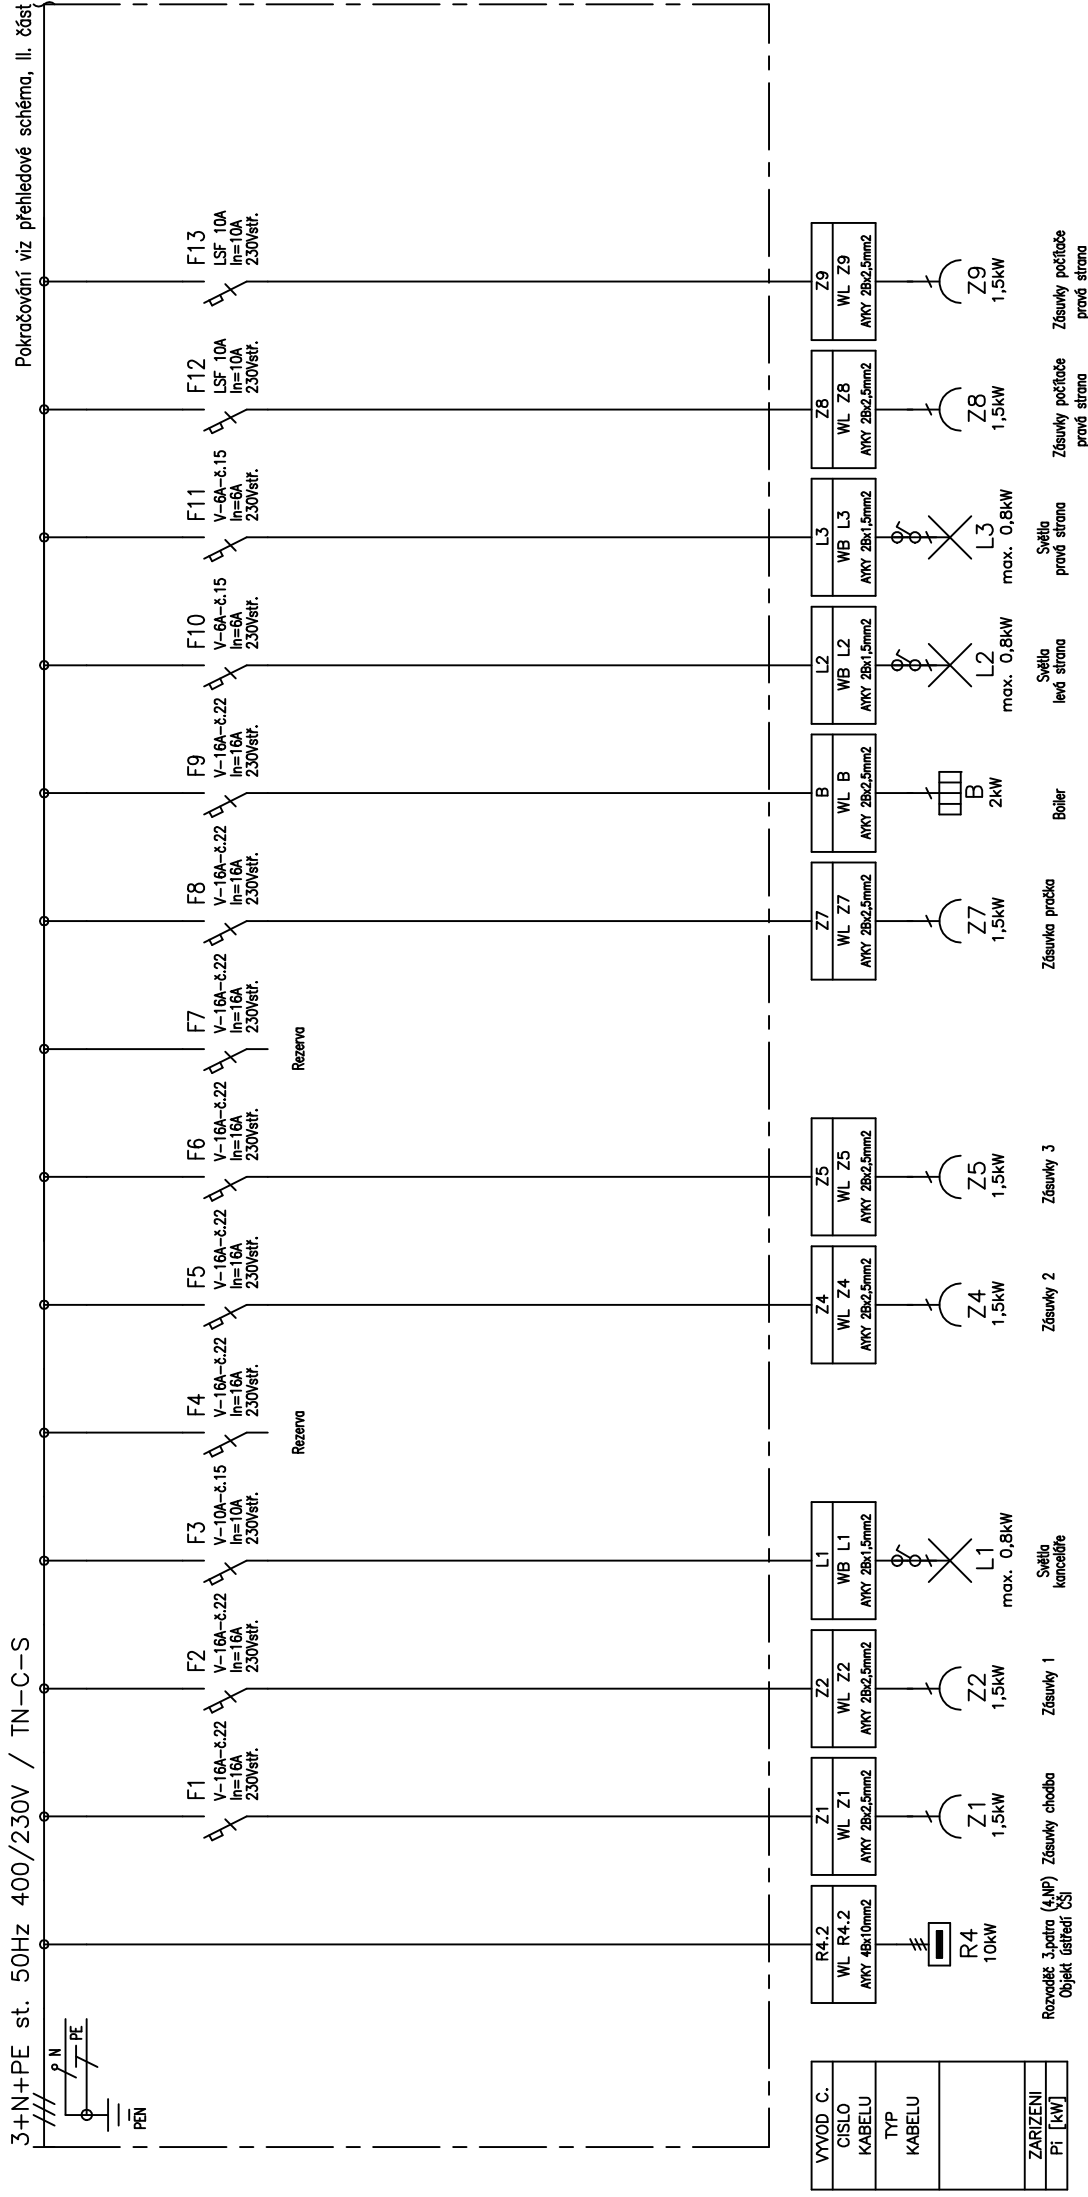 3+N+PE st. 50Hz 400/230V / TN-C-S
Pokračování viz přehledové schéma, II. část
N
PE
PEN
F1
V-16A-č.22
In=16A
230Vstř.
F2
V-16A-č.22
In=16A
230Vstř.
F3
V-10A-č.15
In=10A
230Vstř.
F4
V-16A-č.22
In=16A
230Vstř.
Rezerva
F5
V-16A-č.22
In=16A
230Vstř.
F6
V-16A-č.22
In=16A
230Vstř.
F7
V-16A-č.22
In=16A
230Vstř.
Rezerva
F8
V-16A-č.22
In=16A
230Vstř.
F9
V-16A-č.22
In=16A
230Vstř.
F10
V-6A-č.15
In=6A
230Vstř.
F11
V-6A-č.15
In=6A
230Vstř.
F12
LSF 10A
In=10A
230Vstř.
F13
LSF 10A
In=10A
230Vstř.
VYVOD C.
CISLO
KABELU
TYP
KABELU
ZARIZENI
Pi [kW]
R4.2
WL R4.2
AYKY 4Bx10mm2
R4
10kW
Rozvaděč 3.patra (4.NP)
Objekt ústředí ČŠI
Z1
WL Z1
AYKY 2Bx2,5mm2
Z1
1,5kW
Zásuvky chodba
Z2
WL Z2
AYKY 2Bx2,5mm2
Z2
1,5kW
Zásuvky 1
L1
WB L1
AYKY 2Bx1,5mm2
L1
max. 0,8kW
Světla
kanceláře
Z4
WL Z4
AYKY 2Bx2,5mm2
Z4
1,5kW
Zásuvky 2
Z5
WL Z5
AYKY 2Bx2,5mm2
Z5
1,5kW
Zásuvky 3
Z7
WL Z7
AYKY 2Bx2,5mm2
Z7
1,5kW
Zásuvka pračka
B
WL B
AYKY 2Bx2,5mm2
B
2kW
Boiler
L2
WB L2
AYKY 2Bx1,5mm2
L2
max. 0,8kW
Světla
levá strana
L3
WB L3
AYKY 2Bx1,5mm2
L3
max. 0,8kW
Světla
pravá strana
Z8
WL Z8
AYKY 2Bx2,5mm2
Z8
1,5kW
Zásuvky počítače
pravá strana
Z9
WL Z9
AYKY 2Bx2,5mm2
Z9
1,5kW
Zásuvky počítače
pravá strana